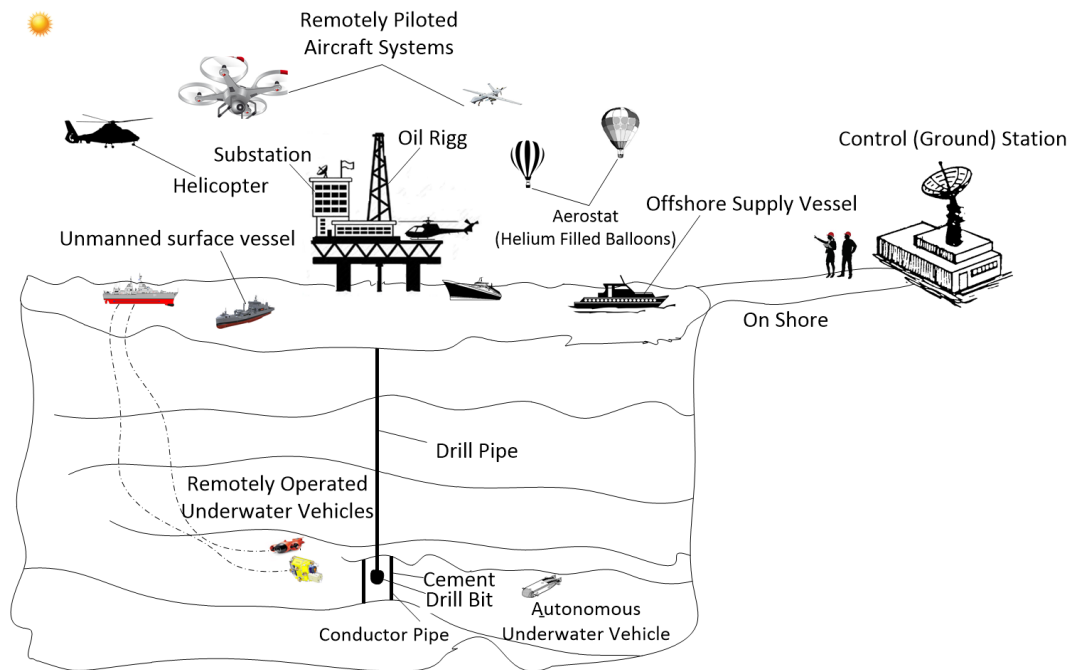 Remotely Piloted
Aircraft Systems
Control (Ground) Station
Oil Rigg
Substation
Helicopter
Offshore Supply Vessel
Aerostat
(Helium Filled Balloons)
Unmanned surface vessel
On Shore
Drill Pipe
Remotely Operated
Underwater Vehicles
Cement
Drill Bit
Conductor Pipe
Autonomous
Underwater Vehicle